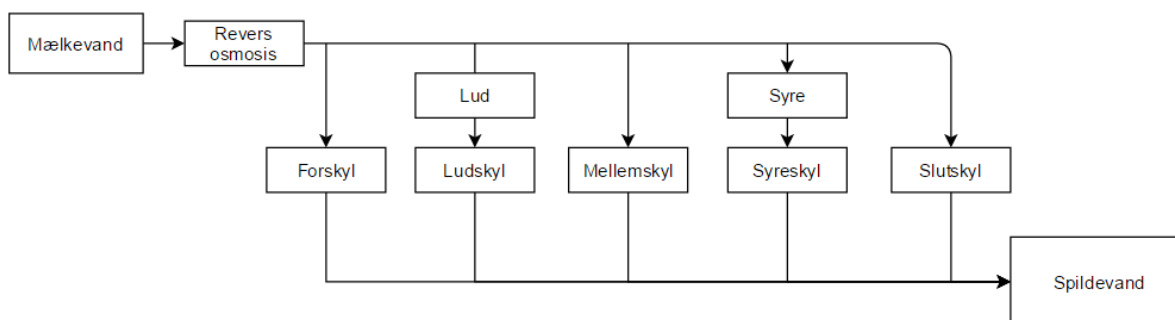 Mælkevand
Revers
osmosis
Lud
Syre
Forskyl
Ludskyl
Mellemskyl
Syreskyl
Slutskyl
Spildevand